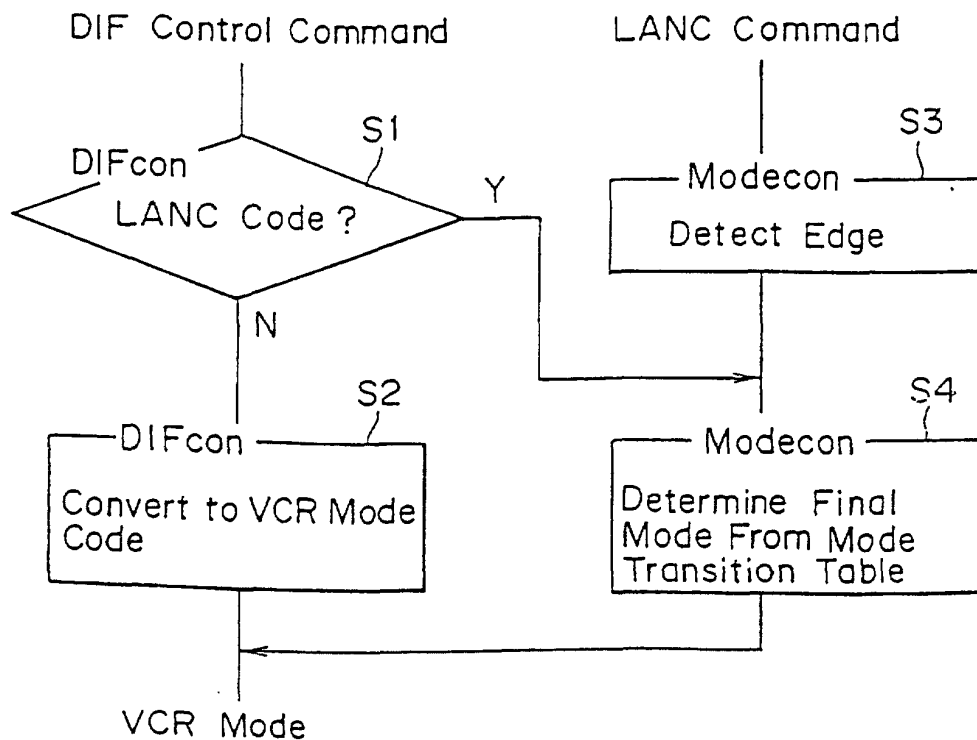 DIF Control Command
LANC Command
S1
DIFcon
LANC Code ?
Y
N
S3
Modecon
Detect Edge
S2
DIFcon
Convert to VCR Mode
Code
S4
Modecon
Determine Final
Mode From Mode
Transition Table
VCR Mode